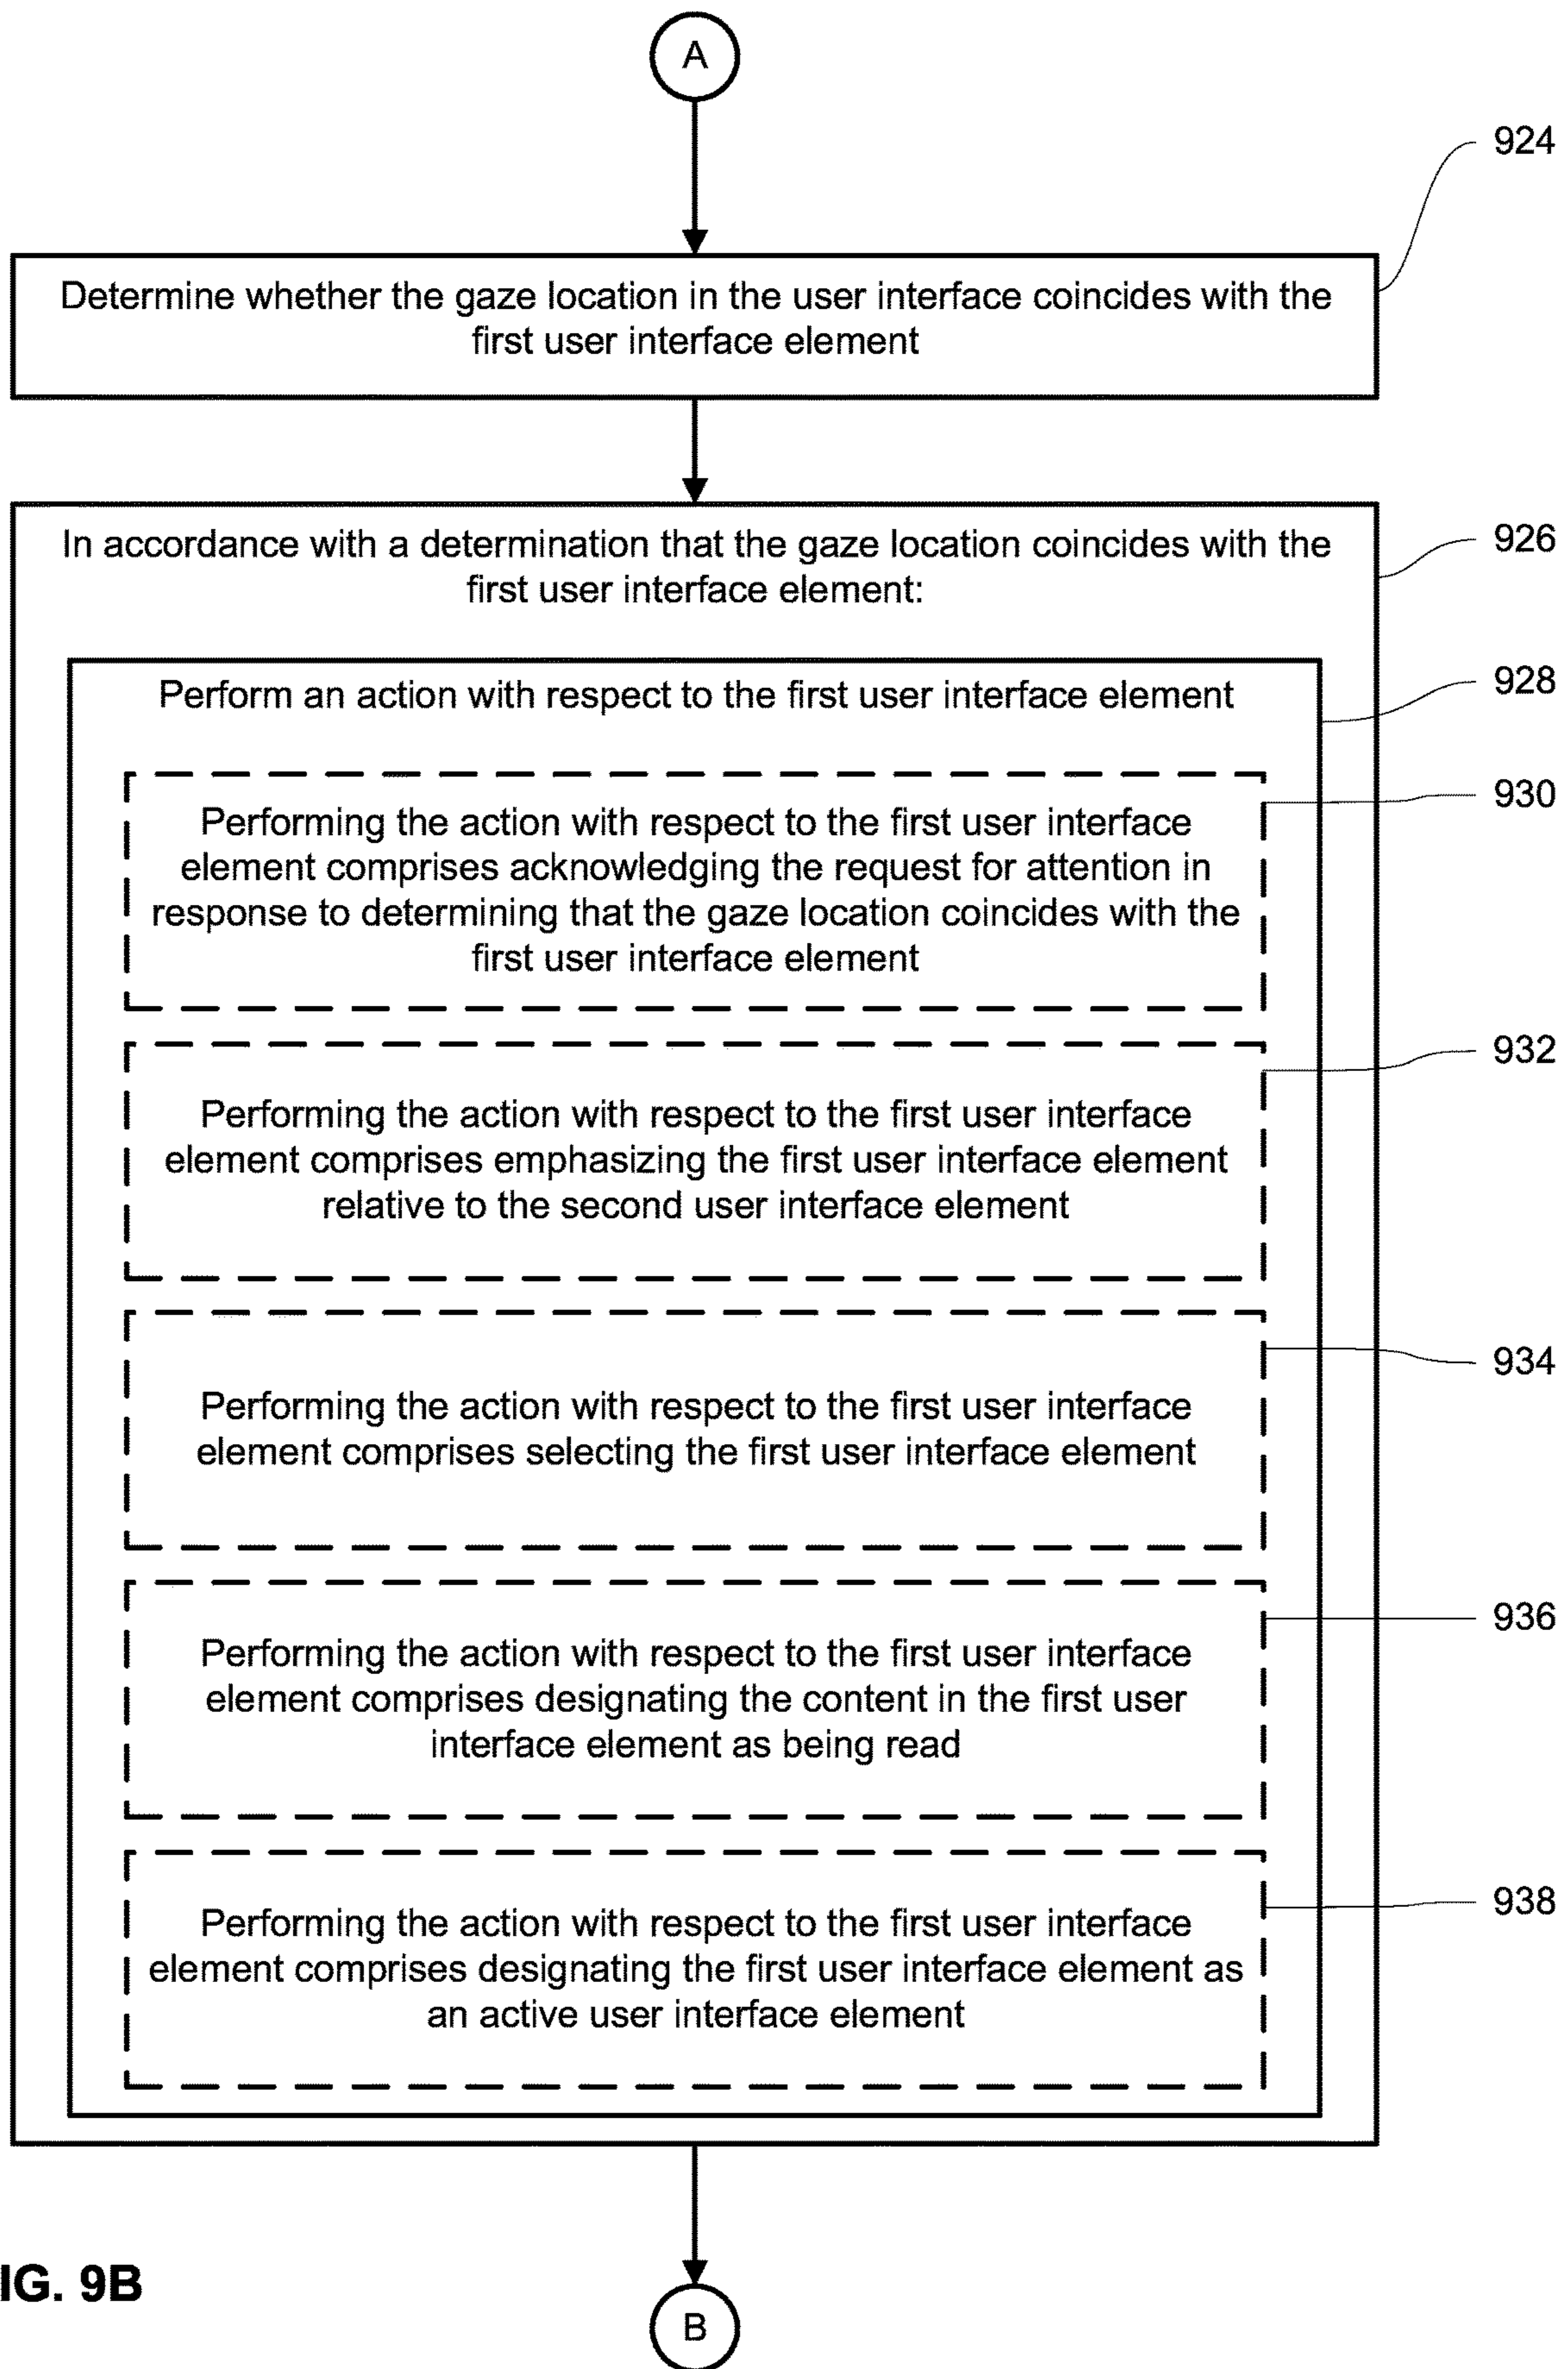 A
924
Determine whether the gaze location in the user interface coincides with the
first user interface element
In accordance with a determination that the gaze location coincides with the
first user interface element:
926
Perform an action with respect to the first user interface element
928
Performing the action with respect to the first user interface
element comprises acknowledging the request for attention in
response to determining that the gaze location coincides with the
first user interface element
930
Performing the action with respect to the first user interface
element comprises emphasizing the first user interface element
relative to the second user interface element
932
Performing the action with respect to the first user interface
element comprises selecting the first user interface element
934
Performing the action with respect to the first user interface
element comprises designating the content in the first user
interface element as being read
936
Performing the action with respect to the first user interface
element comprises designating the first user interface element as
an active user interface element
938
IG. 9B
B